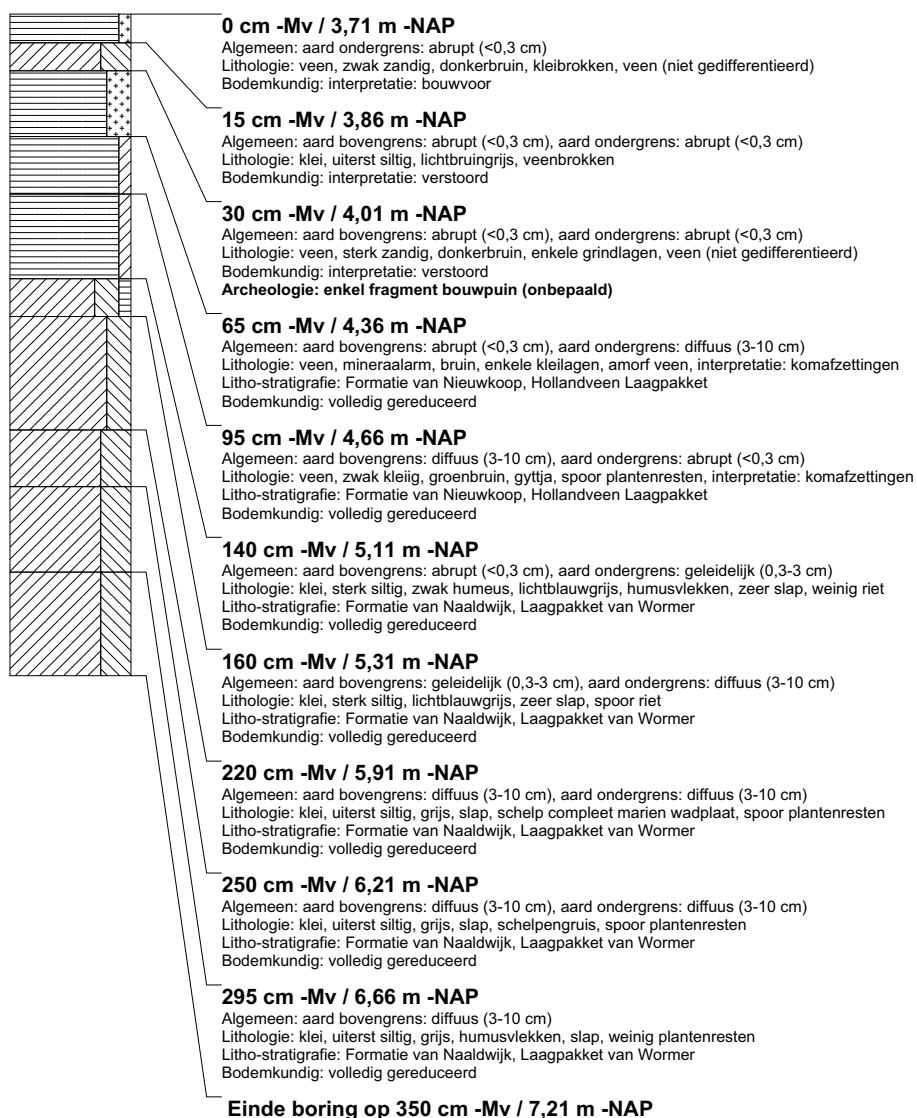 0 cm -Mv / 3,71 m -NAP
Algemeen: aard ondergrens: abrupt (<0,3 cm)
Lithologie: veen, zwak zandig, donkerbruin, kleibrokken, veen (niet gedifferentieerd)
Bodemkundig: interpretatie: bouwvoor
15 cm -Mv / 3,86 m -NAP
Algemeen: aard bovengrens: abrupt (<0,3 cm), aard ondergrens: abrupt (<0,3 cm)
Lithologie: klei, uiterst siltig, lichtbruingrijs, veenbrokken
Bodemkundig: interpretatie: verstoord
30 cm -Mv / 4,01 m -NAP
Algemeen: aard bovengrens: abrupt (<0,3 cm), aard ondergrens: abrupt (<0,3 cm)
Lithologie: veen, sterk zandig, donkerbruin, enkele grindlagen, veen (niet gedifferentieerd)
Bodemkundig: interpretatie: verstoord
Archeologie: enkel fragment bouwpuin (onbepaald)
65 cm -Mv / 4,36 m -NAP
Algemeen: aard bovengrens: abrupt (<0,3 cm), aard ondergrens: diffuus (3-10 cm)
Lithologie: veen, mineraalarm, bruin, enkele kleilagen, amorf veen, interpretatie: komafzettingen
Litho-stratigrafie: Formatie van Nieuwkoop, Hollandveen Laagpakket
Bodemkundig: volledig gereduceerd
95 cm -Mv / 4,66 m -NAP
Algemeen: aard bovengrens: diffuus (3-10 cm), aard ondergrens: abrupt (<0,3 cm)
Lithologie: veen, zwak kleiig, groenbruin, gyttja, spoor plantenresten, interpretatie: komafzettingen
Litho-stratigrafie: Formatie van Nieuwkoop, Hollandveen Laagpakket
Bodemkundig: volledig gereduceerd
140 cm -Mv / 5,11 m -NAP
Algemeen: aard bovengrens: abrupt (<0,3 cm), aard ondergrens: geleidelijk (0,3-3 cm)
Lithologie: klei, sterk siltig, zwak humeus, lichtblauwgrijs, humusvlekken, zeer slap, weinig riet
Litho-stratigrafie: Formatie van Naaldwijk, Laagpakket van Wormer
Bodemkundig: volledig gereduceerd
160 cm -Mv / 5,31 m -NAP
Algemeen: aard bovengrens: geleidelijk (0,3-3 cm), aard ondergrens: diffuus (3-10 cm)
Lithologie: klei, sterk siltig, lichtblauwgrijs, zeer slap, spoor riet
Litho-stratigrafie: Formatie van Naaldwijk, Laagpakket van Wormer
Bodemkundig: volledig gereduceerd
220 cm -Mv / 5,91 m -NAP
Algemeen: aard bovengrens: diffuus (3-10 cm), aard ondergrens: diffuus (3-10 cm)
Lithologie: klei, uiterst siltig, grijs, slap, schelp compleet marien wadplaat, spoor plantenresten
Litho-stratigrafie: Formatie van Naaldwijk, Laagpakket van Wormer
Bodemkundig: volledig gereduceerd
250 cm -Mv / 6,21 m -NAP
Algemeen: aard bovengrens: diffuus (3-10 cm), aard ondergrens: diffuus (3-10 cm)
Lithologie: klei, uiterst siltig, grijs, slap, schelpengruis, spoor plantenresten
Litho-stratigrafie: Formatie van Naaldwijk, Laagpakket van Wormer
Bodemkundig: volledig gereduceerd
295 cm -Mv / 6,66 m -NAP
Algemeen: aard bovengrens: diffuus (3-10 cm)
Lithologie: klei, uiterst siltig, grijs, humusvlekken, slap, weinig plantenresten
Litho-stratigrafie: Formatie van Naaldwijk, Laagpakket van Wormer
Bodemkundig: volledig gereduceerd
Einde boring op 350 cm -Mv / 7,21 m -NAP